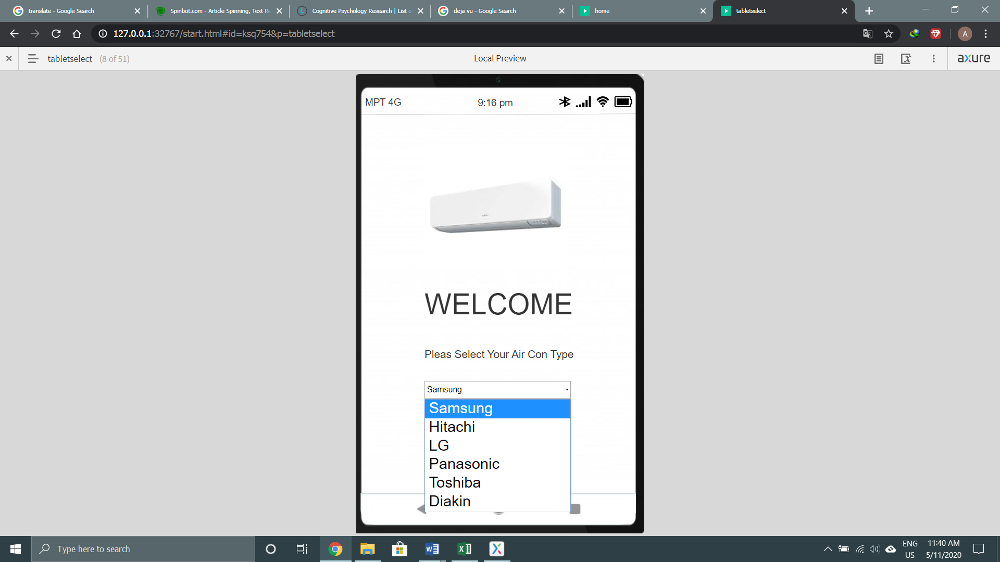 translate - Google Search
Spinbot.com - Article Spinning, Text Re
Cognitive Psychology Research | List o
deja vu - Google Search
home
tabletselect
127.0.0.1:32767/start.html#id=ksq754&p=tabletselect
A
tabletselect (8 of 51)
Local Preview
axure
MPT 4G
9:16 pm
WELCOME
Pleas Select Your Air Con Type
Samsung
Samsung
Hitachi
LG
Panasonic
Toshiba
Diakin
Type here to search
ENG
US
11:40 AM
5/11/2020